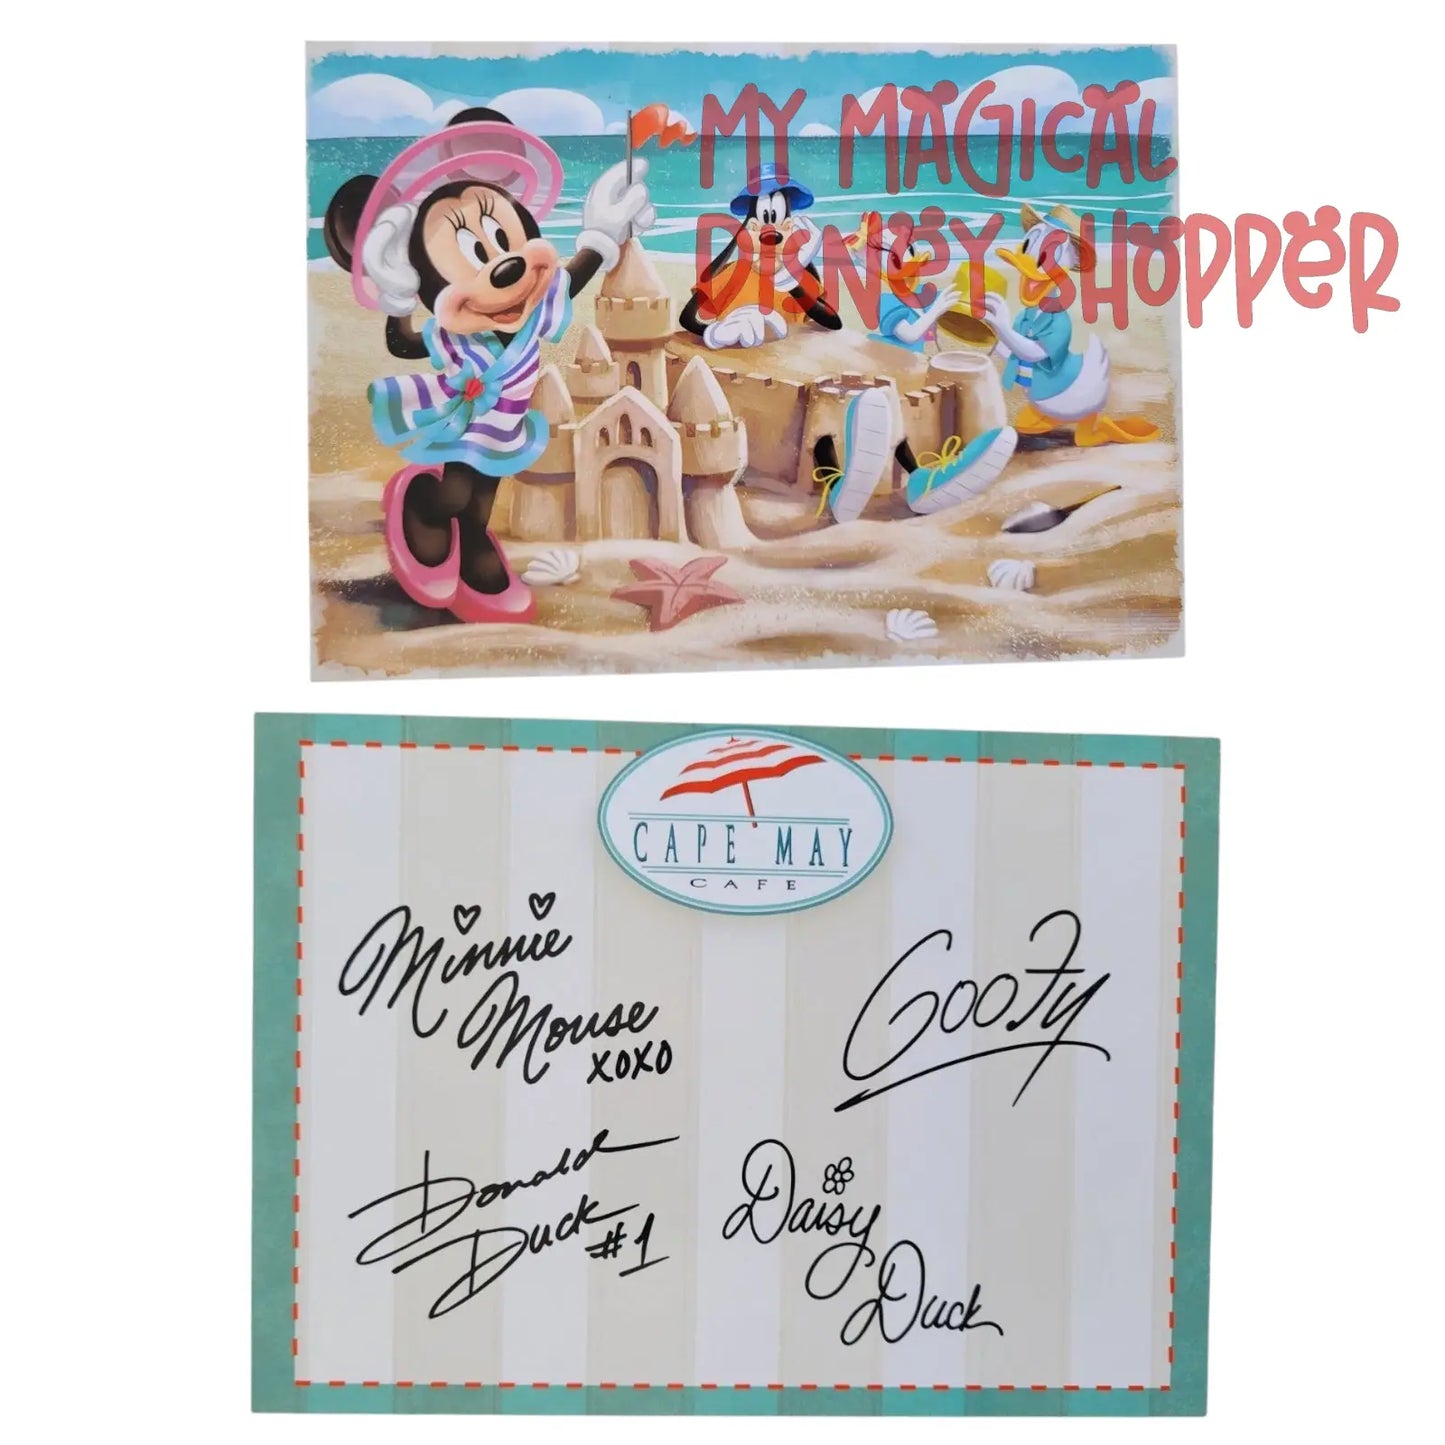 MY MAGICAL
DISNEY SHOPPER
CAPE MAY
CAFE
Minnie
Mouse
XOXO
Goofy
Donald
Duck
#1
Daisy
Duck